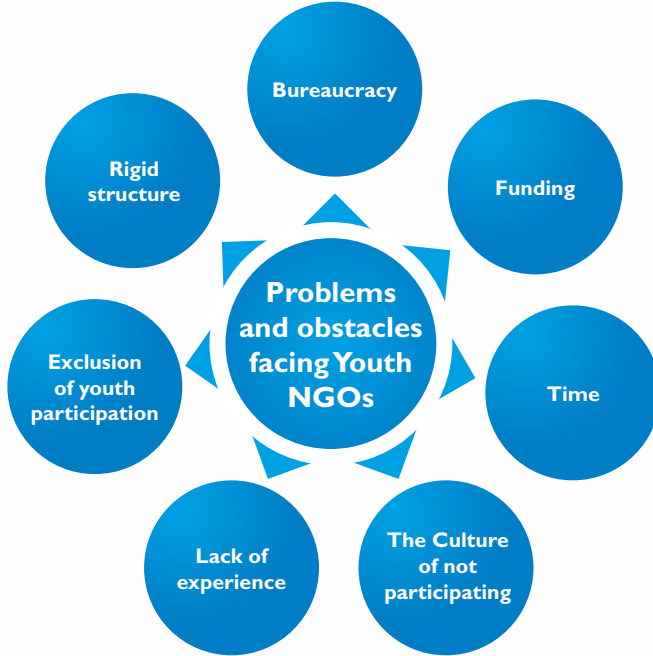 Bureaucracy
Funding
Time
The Culture
of not
participating
Lack of
experience
Exclusion
of youth
participation
Rigid
structure
Problems
and obstacles
facing Youth
NGOs